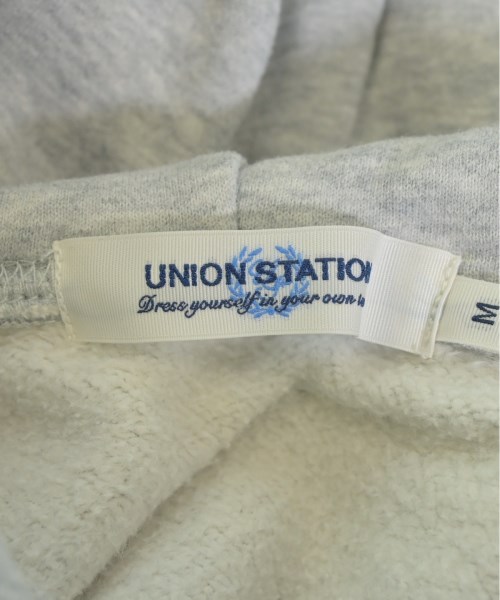 UNION STATIO
Dress yourself in your own
M